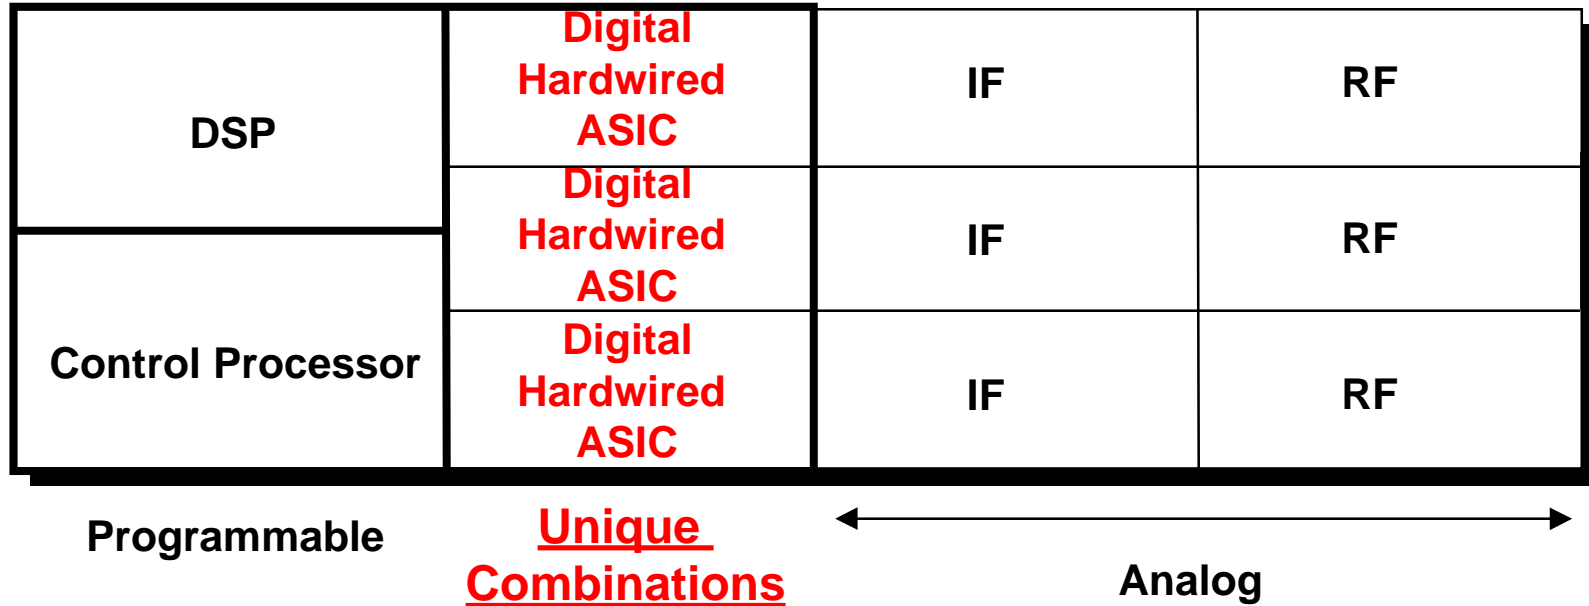 DSP
Control Processor
Digital
Hardwired
ASIC
IF
RF
Digital
Hardwired
ASIC
IF
RF
Digital
Hardwired
ASIC
IF
RF
Programmable
Unique
Combinations
Analog